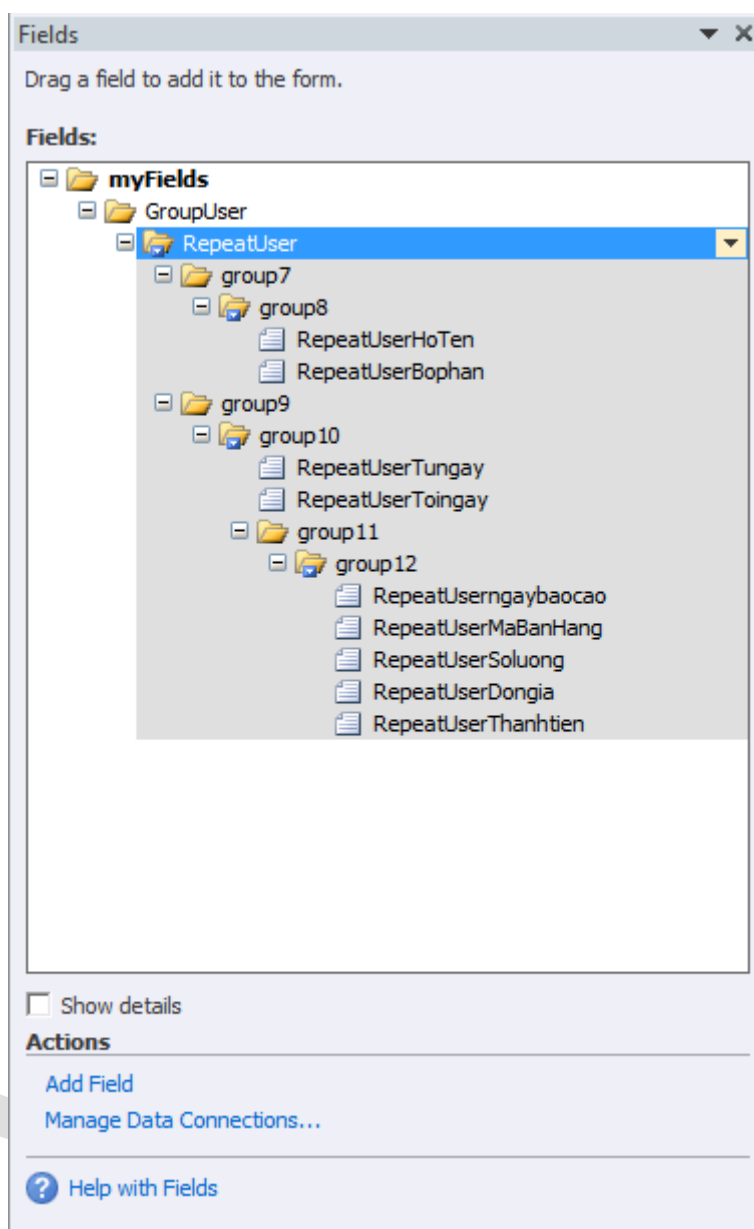 Fields
Drag a field to add it to the form.
Fields:
myFields
GroupUser
RepeatUser
group7
group8
RepeatUserHoTen
RepeatUserBophan
group9
group10
RepeatUserTungay
RepeatUserToingay
group11
group12
RepeatUserngaybaocao
RepeatUserMaBanHang
RepeatUserSoluong
RepeatUserDongia
RepeatUserThanhtien
Show details
Actions
Add Field
Manage Data Connections...
Help with Fields